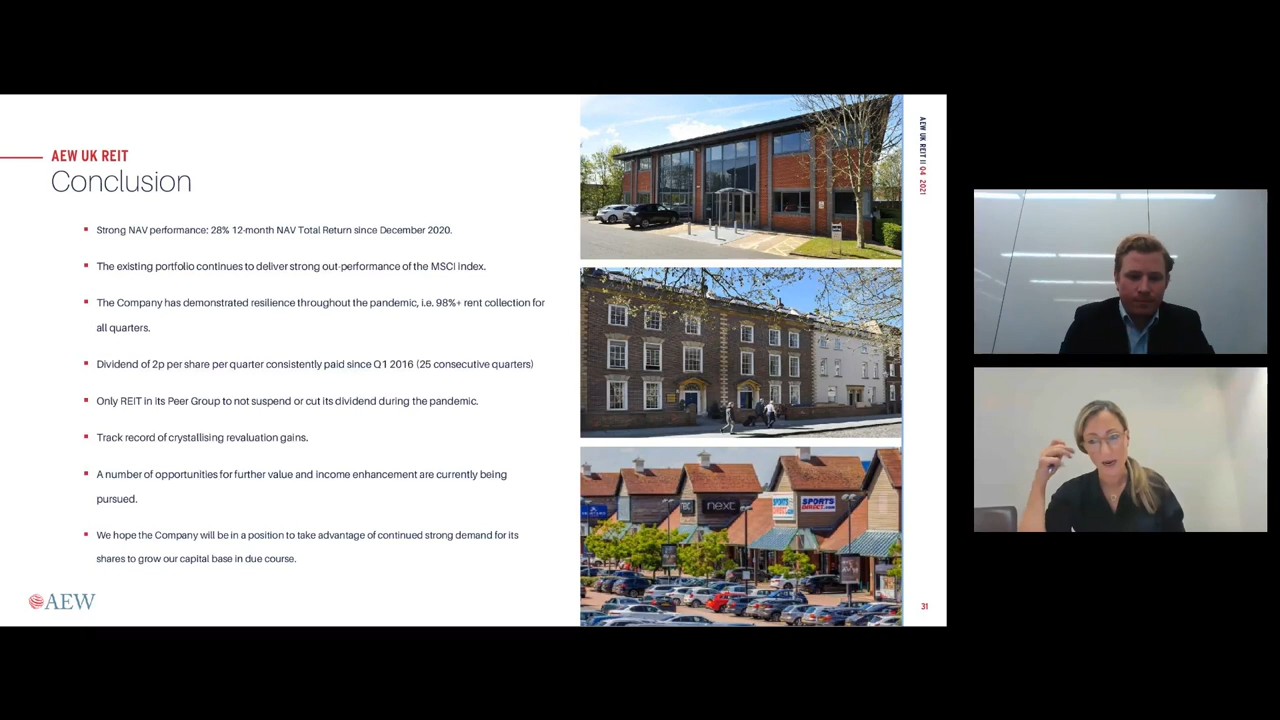 AEW UK REIT
Conclusion
Strong NAV performance: 28% 12-month NAV Total Return since December 2020.
The existing portfolio continues to deliver strong out-performance of the MSCI index.
The Company has demonstrated resilience throughout the pandemic, i.e. 98%+ rent collection for
all quarters.
Dividend of 2p per share per quarter consistently paid since Q1 2016 (25 consecutive quarters)
Only REIT in its Peer Group to not suspend or cut its dividend during the pandemic.
Track record of crystallising revaluation gains.
A number of opportunities for further value and income enhancement are currently being
pursued.
We hope the Company will be in a position to take advantage of continued strong demand for its
shares to grow our capital base in due course.
AEW
next
SPORTS
DIRECT.com
AEW UK REIT || Q4 2021
31